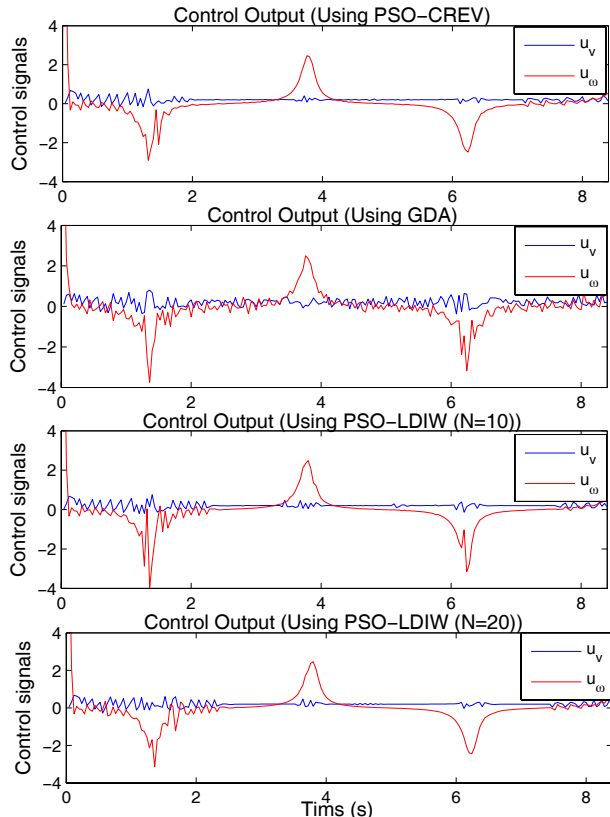 Control Output (Using PSO-CREV)
Control signals
4
2
0
-2
-4
u_v
u_ω
0 2 4 6 8
Control Output (Using GDA)
Control signals
4
2
0
-2
-4
u_v
u_ω
0 2 4 6 8
Control Output (Using PSO-LDIW (N=10))
Control signals
4
2
0
-2
-4
u_v
u_ω
0 2 4 6 8
Control Output (Using PSO-LDIW (N=20))
Control signals
4
2
0
-2
-4
u_v
u_ω
0 2 4 6 8
Tims (s)